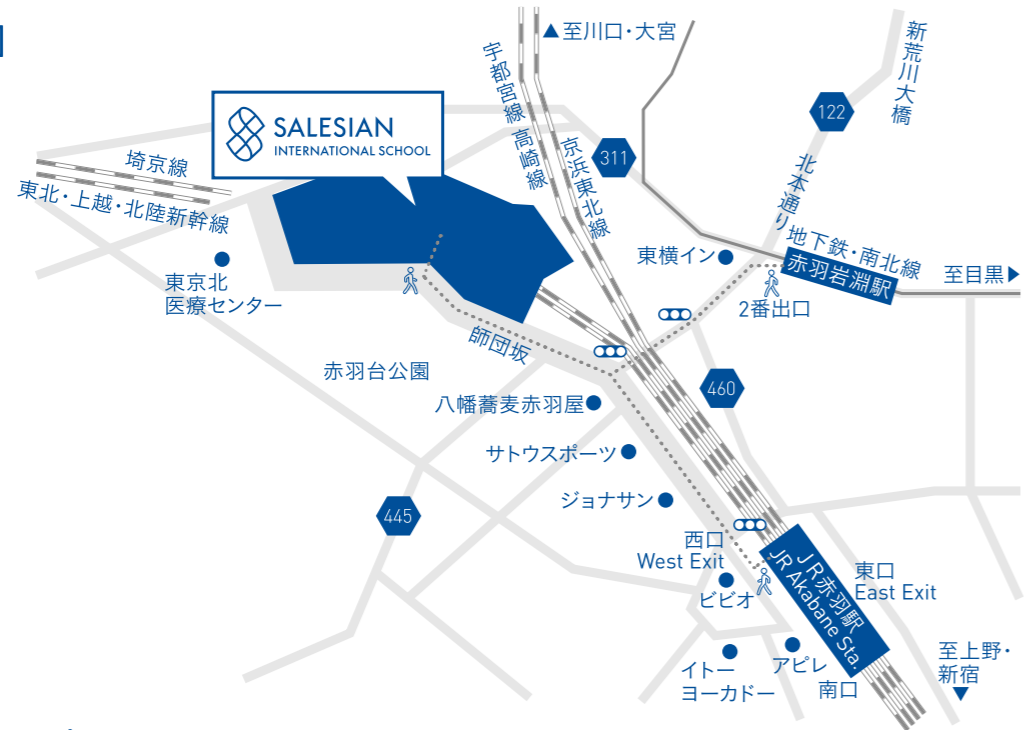 ▲至川口・大宮
新荒川大橋
宇都宮線
高崎線
京浜東北線
122
311
SALESIAN
INTERNATIONAL SCHOOL
埼京線
東北・上越・北陸新幹線
北本通り
地下鉄・南北線
東横イン
赤羽岩淵駅
至目黒▶
2番出口
東京北
医療センター
師団坂
赤羽台公園
460
八幡蕎麦赤羽屋
サトウスポーツ
ジョナサン
445
西口
West Exit
JR赤羽駅
JR Akabane Sta.
東口
East Exit
ビビオ
イトー
ヨーカドー
アピレ
南口
至上野・
新宿
▼